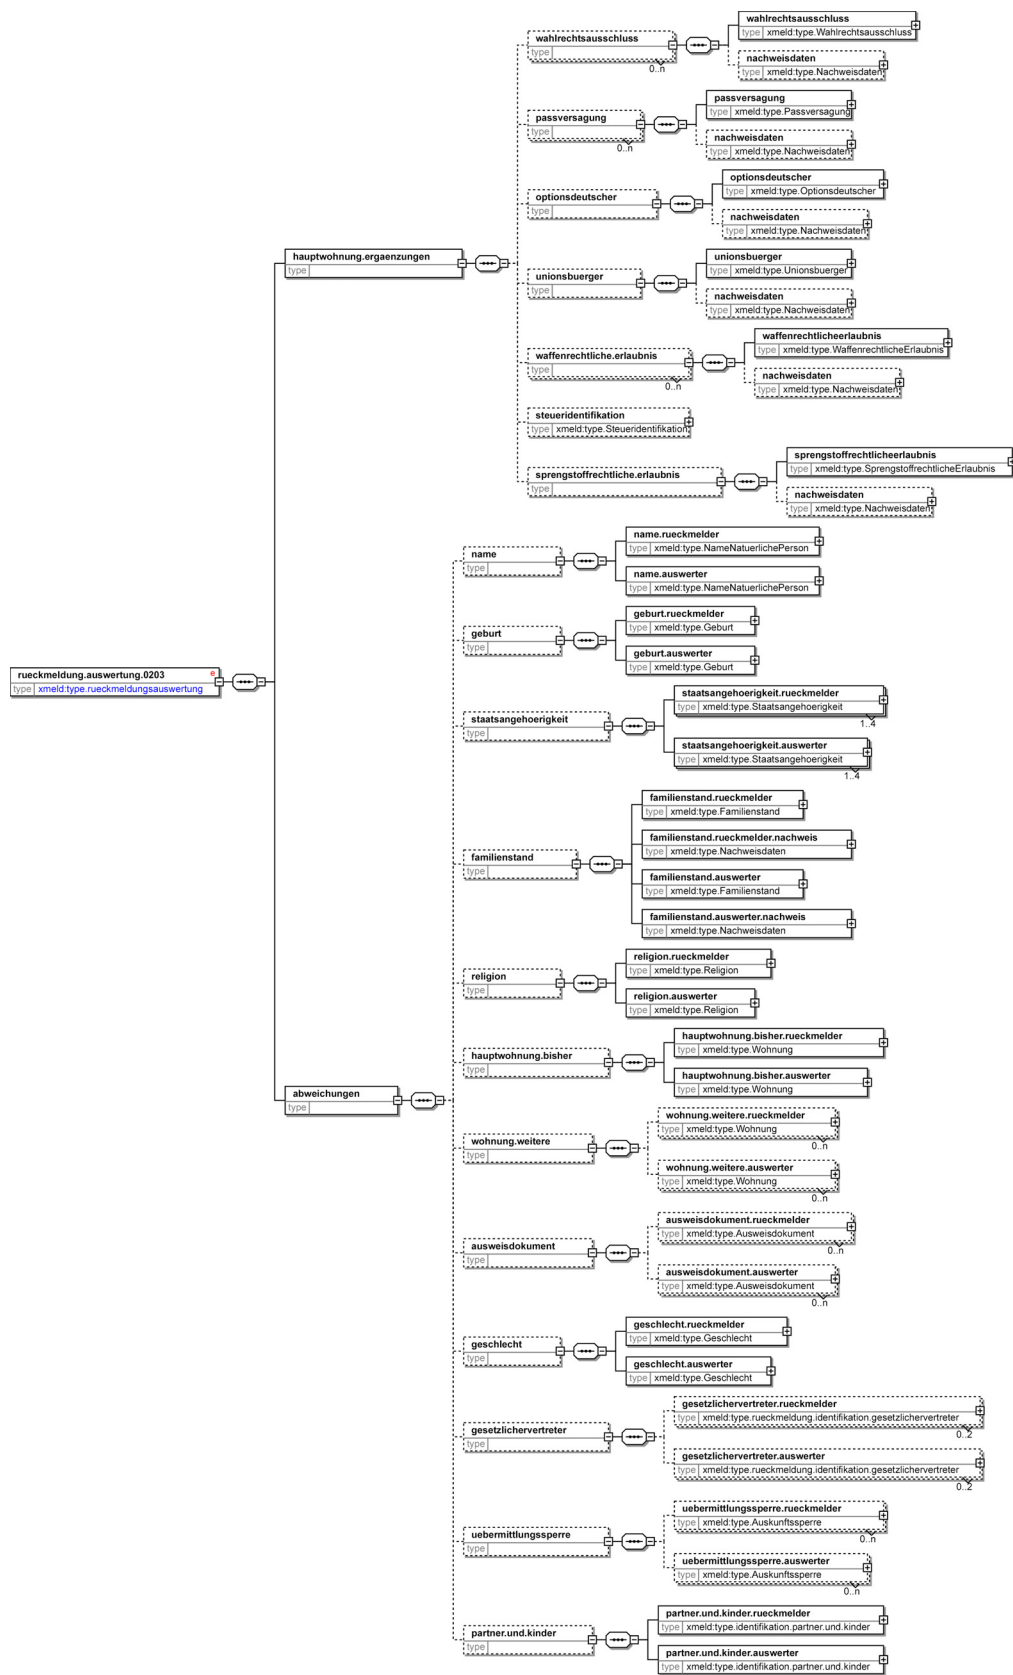 wahlrechtsausschluss
type
0..n
wahlrechtsausschluss
type xmeld:type.Wahlrechtsausschluss
nachweisdaten
type xmeld:type.Nachweisdaten
passversagung
type
0..n
passversagung
type xmeld:type.Passversagung
nachweisdaten
type xmeld:type.Nachweisdaten
optionsdeutscher
type
optionsdeutscher
type xmeld:type.Optionsdeutscher
nachweisdaten
type xmeld:type.Nachweisdaten
hauptwohnung.ergaenzungen
type
unionsbuerger
type
unionsbuerger
type xmeld:type.Unionsbuerger
nachweisdaten
type xmeld:type.Nachweisdaten
waffenrechtliche.erlaubnis
type
0..n
waffenrechtlicheerlaubnis
type xmeld:type.WaffenrechtlicheErlaubnis
nachweisdaten
type xmeld:type.Nachweisdaten
steueridentifikation
type xmeld:type.Steueridentifikation
sprengstoffrechtliche.erlaubnis
type
sprengstoffrechtlicheerlaubnis
type xmeld:type.SprengstoffrechtlicheErlaubnis
nachweisdaten
type xmeld:type.Nachweisdaten
name
type
name.rueckmelder
type xmeld:type.NameNatuerlichePerson
name.auswerter
type xmeld:type.NameNatuerlichePerson
geburt
type
geburt.rueckmelder
type xmeld:type.Geburt
geburt.auswerter
type xmeld:type.Geburt
rueckmeldung.auswertung.0203 e
type xmeld:type.rueckmeldungsauswertung
staatsangehoerigkeit
type
staatsangehoerigkeit.rueckmelder
type xmeld:type.Staatsangehoerigkeit
1..4
staatsangehoerigkeit.auswerter
type xmeld:type.Staatsangehoerigkeit
1..4
familienstand
type
familienstand.rueckmelder
type xmeld:type.Familienstand
familienstand.rueckmelder.nachweis
type xmeld:type.Nachweisdaten
familienstand.auswerter
type xmeld:type.Familienstand
familienstand.auswerter.nachweis
type xmeld:type.Nachweisdaten
religion
type
religion.rueckmelder
type xmeld:type.Religion
religion.auswerter
type xmeld:type.Religion
hauptwohnung.bisher
type
hauptwohnung.bisher.rueckmelder
type xmeld:type.Wohnung
hauptwohnung.bisher.auswerter
type xmeld:type.Wohnung
abweichungen
type
wohnung.weitere
type
wohnung.weitere.rueckmelder
type xmeld:type.Wohnung
0..n
wohnung.weitere.auswerter
type xmeld:type.Wohnung
0..n
ausweisdokument
type
ausweisdokument.rueckmelder
type xmeld:type.Ausweisdokument
0..n
ausweisdokument.auswerter
type xmeld:type.Ausweisdokument
0..n
geschlecht
type
geschlecht.rueckmelder
type xmeld:type.Geschlecht
geschlecht.auswerter
type xmeld:type.Geschlecht
gesetzlichervertreter
type
gesetzlichervertreter.rueckmelder
type xmeld:type.rueckmeldung.identifikation.gesetzlichervertreter
0..2
gesetzlichervertreter.auswerter
type xmeld:type.rueckmeldung.identifikation.gesetzlichervertreter
0..2
uebermittlungssperre
type
uebermittlungssperre.rueckmelder
type xmeld:type.Auskunftssperre
0..n
uebermittlungssperre.auswerter
type xmeld:type.Auskunftssperre
0..n
partner.und.kinder
type
partner.und.kinder.rueckmelder
type xmeld:type.identifikation.partner.und.kinder
partner.und.kinder.auswerter
type xmeld:type.identifikation.partner.und.kinder